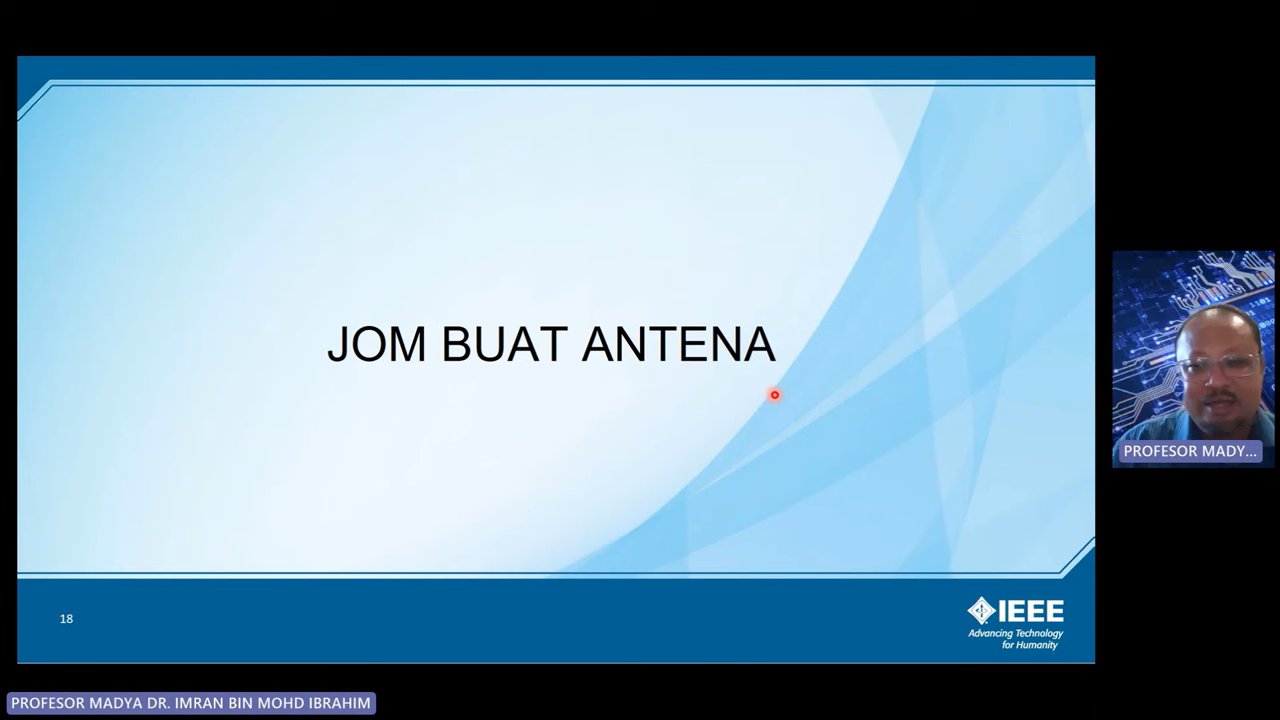 JOM BUAT ANTENA
18
IEEE
Advancing Technology
for Humanity
PROFESOR MADY...
PROFESOR MADYA DR. IMRAN BIN MOHD IBRAHIM